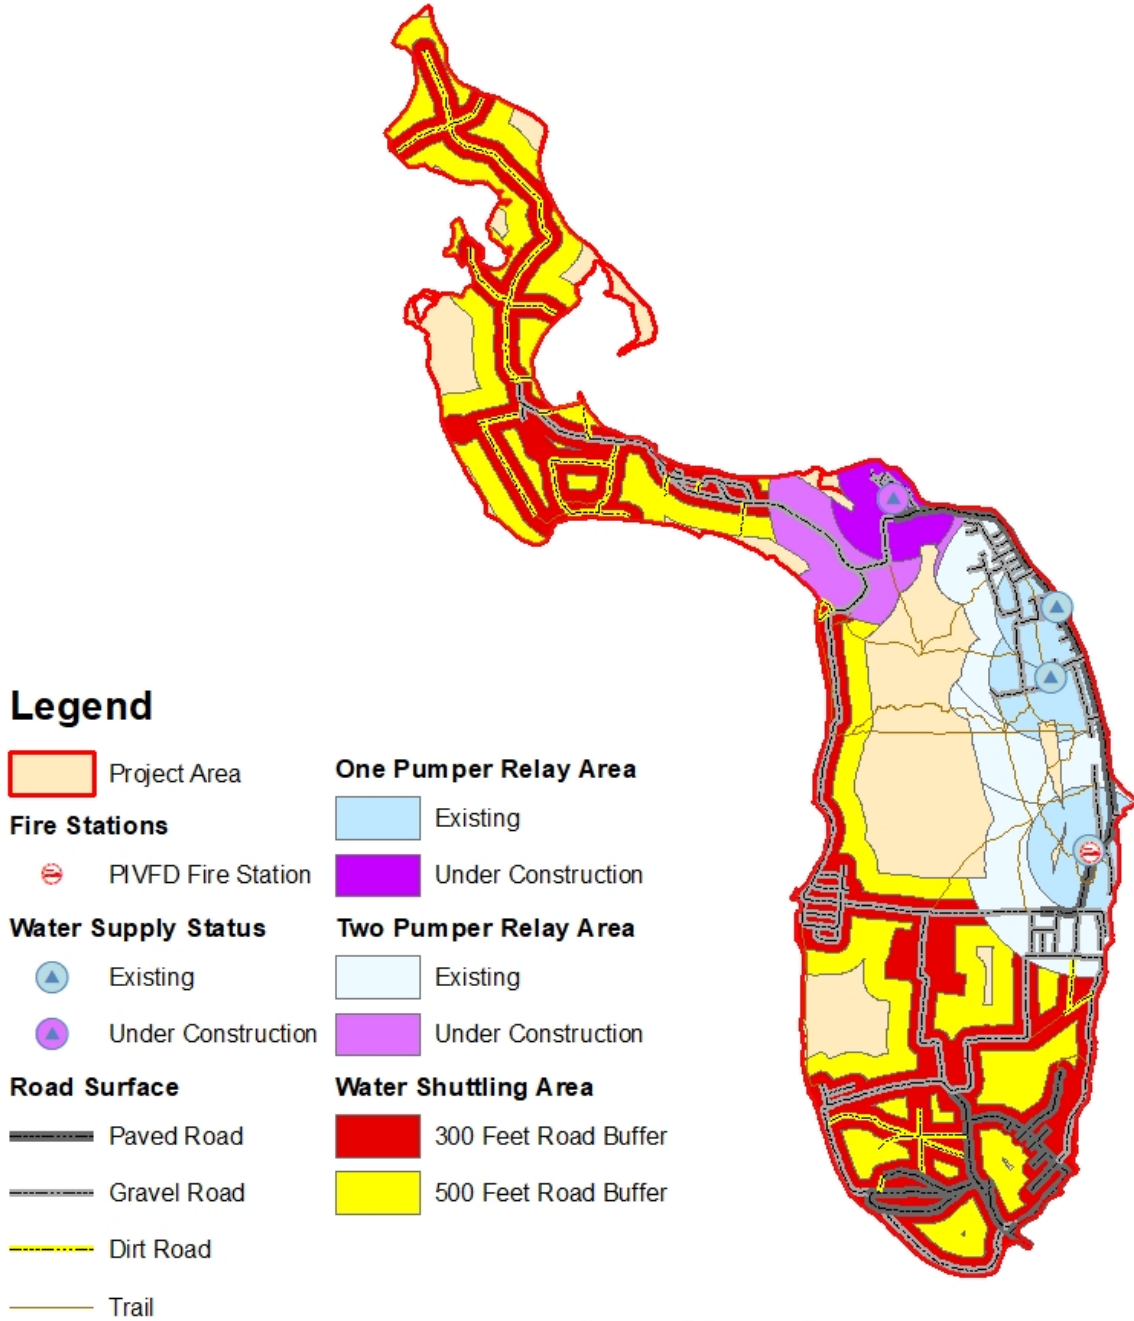 Legend
Project Area
Fire Stations
PIVFD Fire Station
Water Supply Status
Existing
Under Construction
Road Surface
Paved Road
Gravel Road
Dirt Road
Trail
One Pumper Relay Area
Existing
Under Construction
Two Pumper Relay Area
Existing
Under Construction
Water Shuttling Area
300 Feet Road Buffer
500 Feet Road Buffer